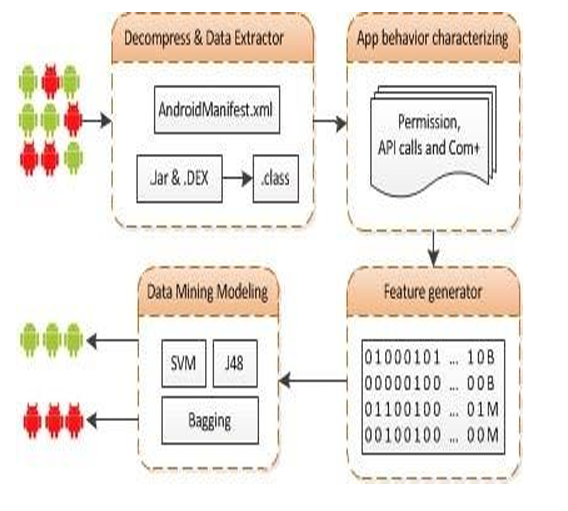 Decompress & Data Extractor
AndroidManifest.xml
.Jar & .DEX
.class
App behavior characterizing
Permission,
API calls and Com+
Feature generator
01000101 ... 10B
00000100 ... 00B
01100100 ... 01M
00100100 ... 00M
Data Mining Modeling
SVM
J48
Bagging